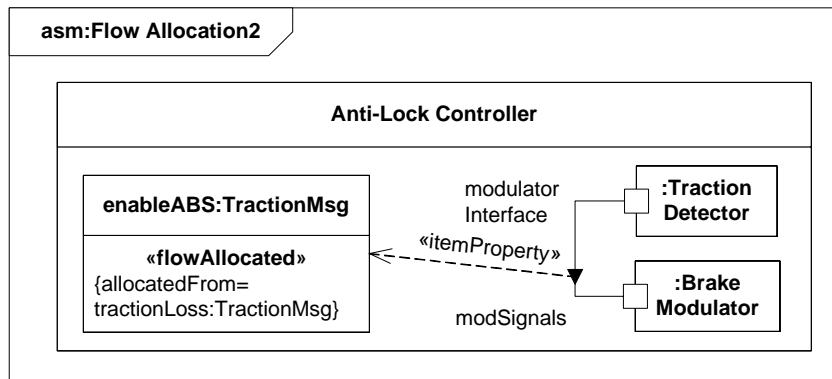 asm:Flow Allocation2
Anti-Lock Controller
enableABS:TractionMsg
«flowAllocated»
{allocatedFrom=
tractionLoss:TractionMsg}
modulator
Interface
«itemProperty»
modSignals
:Traction
Detector
:Brake
Modulator